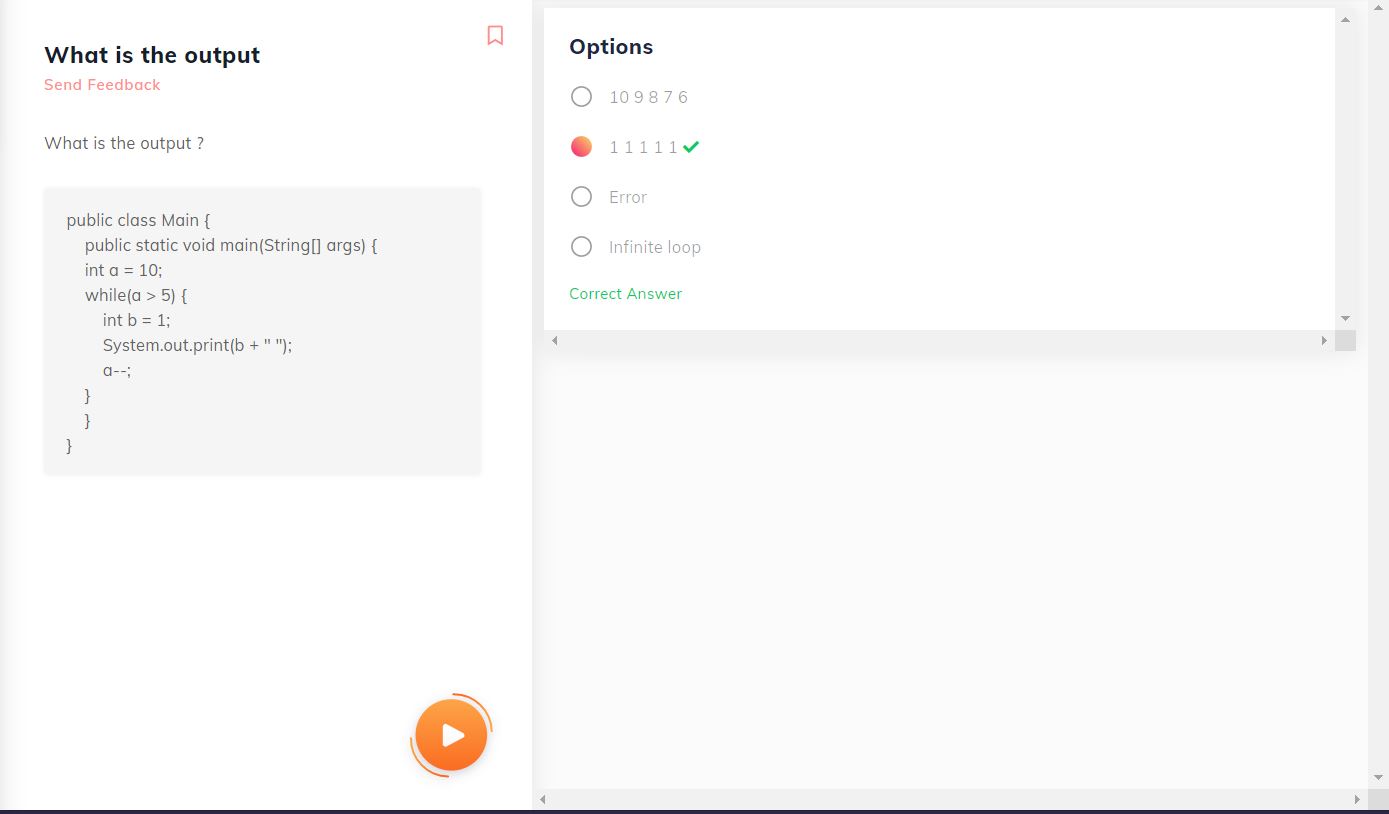 What is the output
Send Feedback
What is the output ?
public class Main {
    public static void main(String[] args) {
    int a = 10;
    while(a > 5) {
        int b = 1;
        System.out.print(b + " ");
        a--;
    }
    }
}
Options
10 9 8 7 6
1 1 1 1 1
Error
Infinite loop
Correct Answer